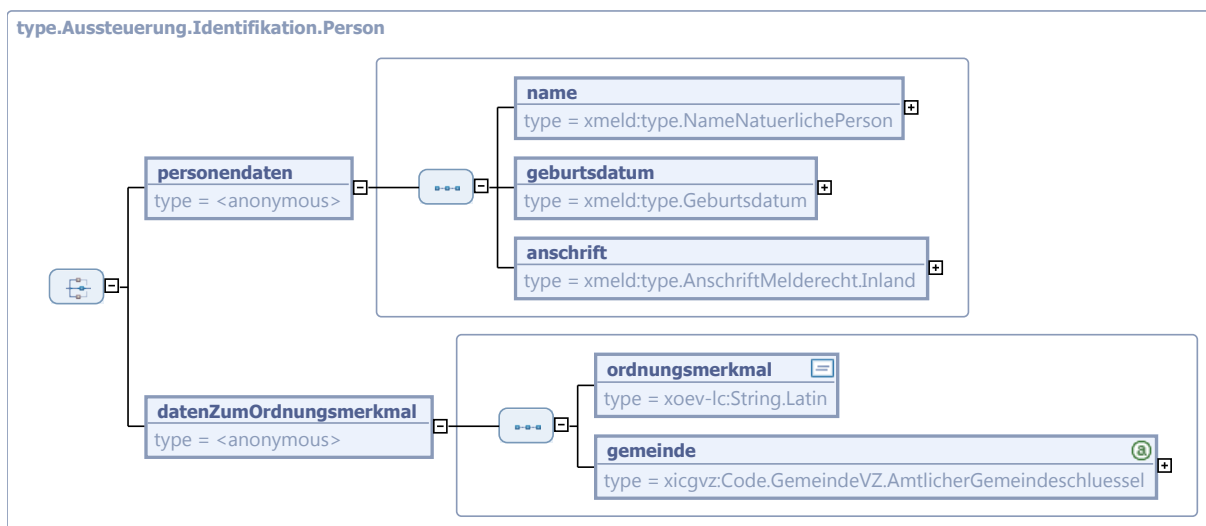 type.Aussteuerung.Identifikation.Person
name
type = xmeld:type.NameNatuerlichePerson
personendaten
type = <anonymous>
geburtsdatum
type = xmeld:type.Geburtsdatum
anschrift
type = xmeld:type.AnschriftMelderecht.Inland
datenZumOrdnungsmerkmal
type = <anonymous>
ordnungsmerkmal
type = xoev-lc:String.Latin
gemeinde
type = xicgvz:Code.GemeindeVZ.AmtlicherGemeindeschluessel